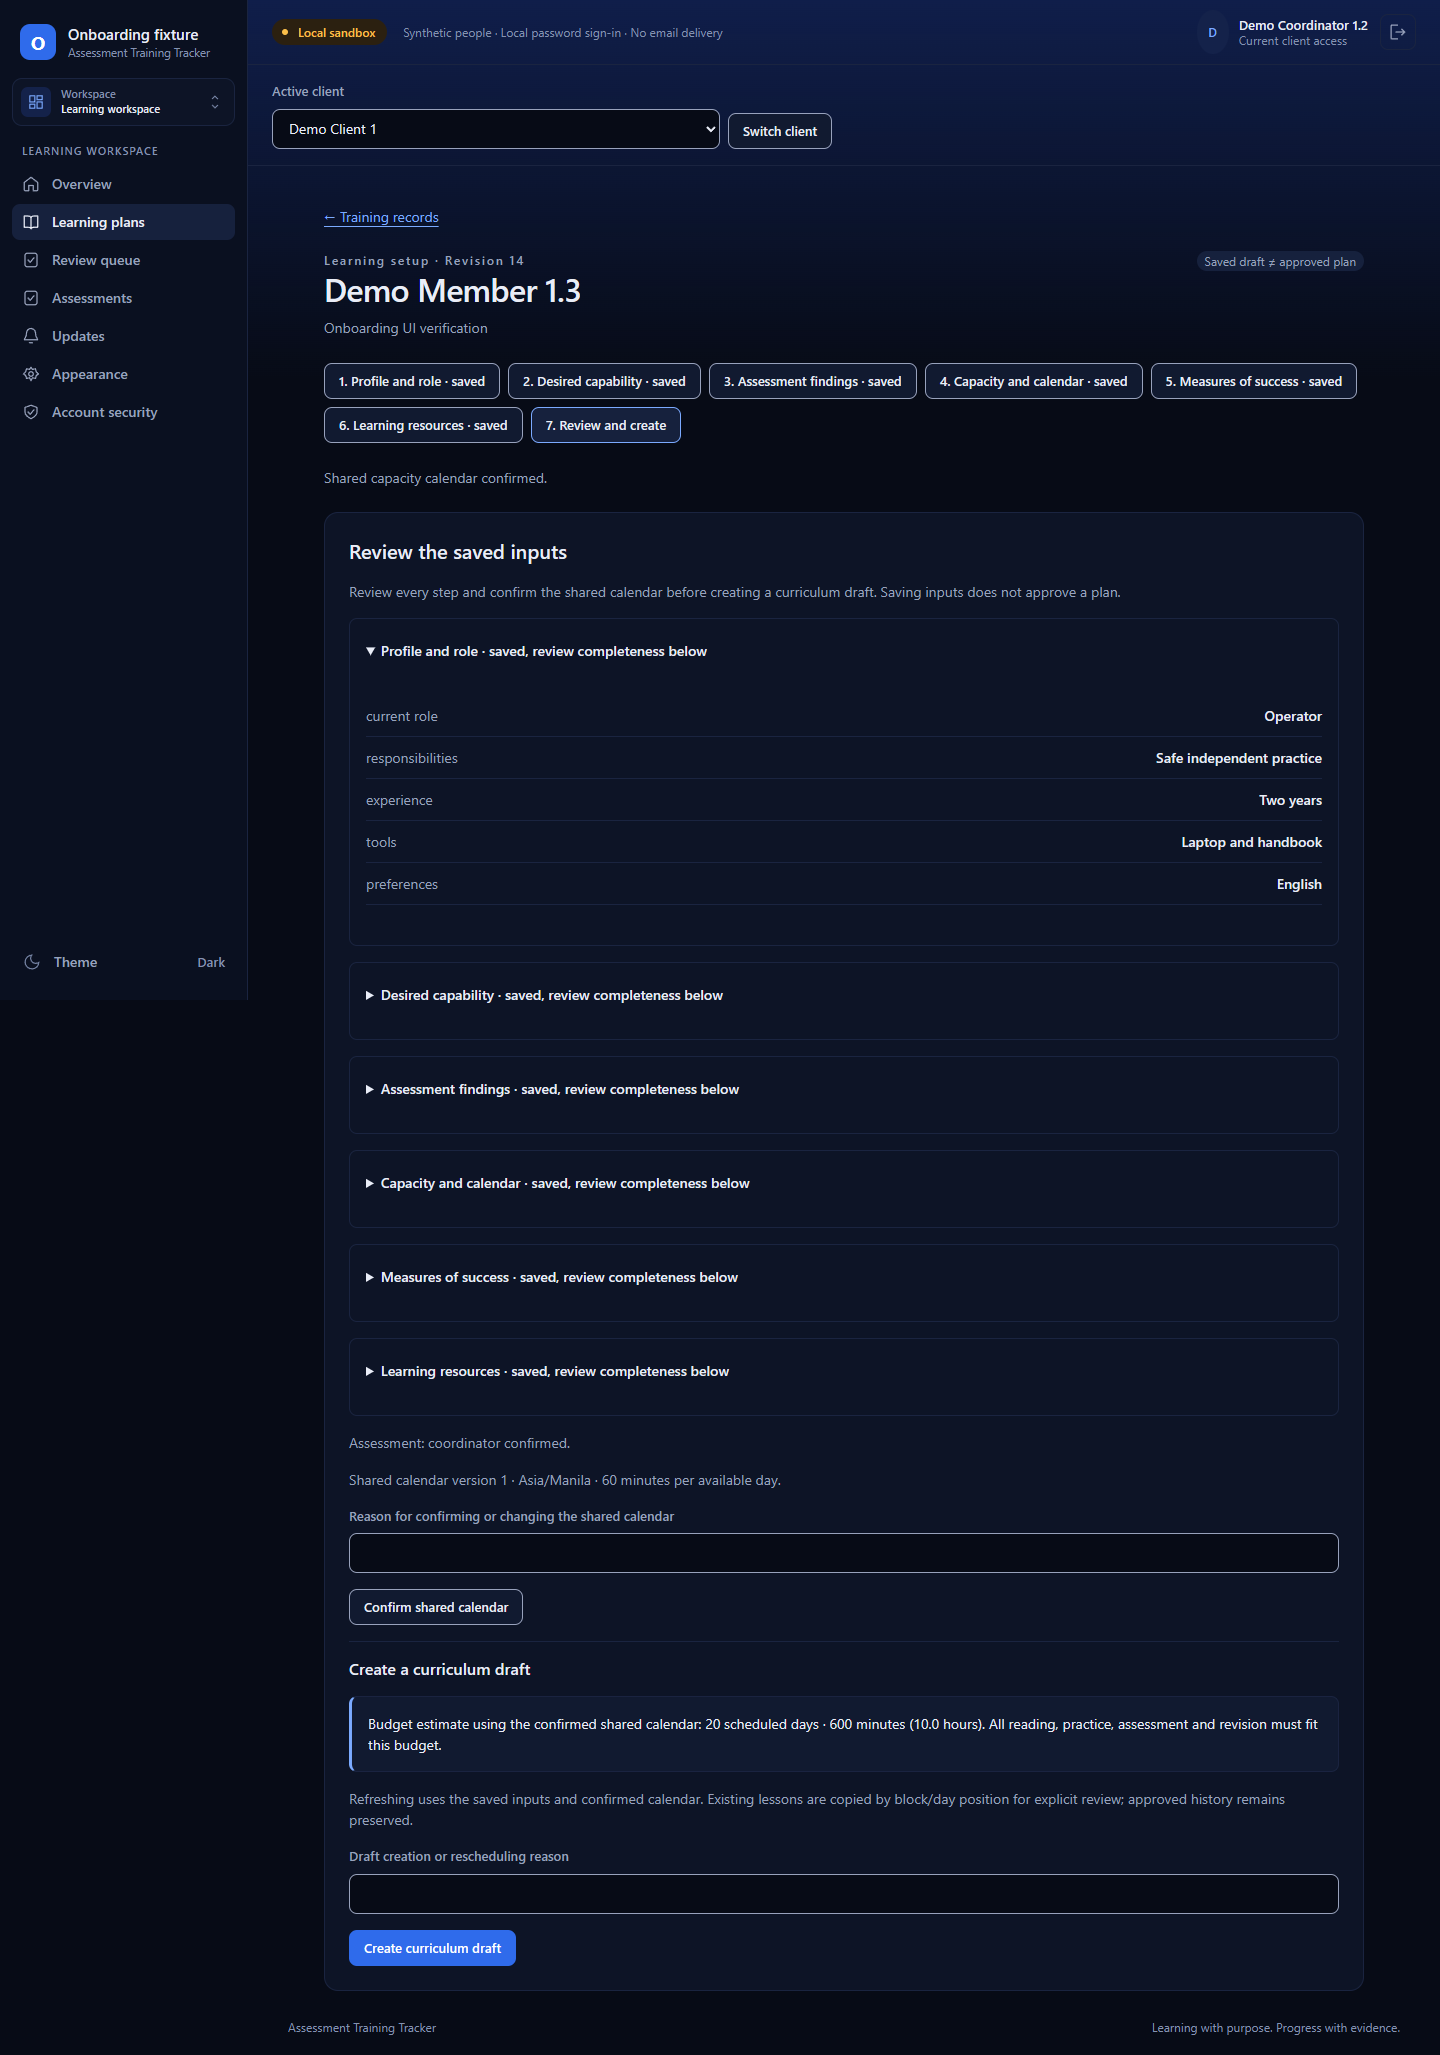 Onboarding fixture
Assessment Training Tracker
Workspace
Learning workspace
LEARNING WORKSPACE
Overview
Learning plans
Review queue
Assessments
Updates
Appearance
Account security
Theme
Dark
Local sandbox
Synthetic people · Local password sign-in · No email delivery
D
Demo Coordinator 1.2
Current client access
Active client
Demo Client 1
Switch client
← Training records
Learning setup · Revision 14
Saved draft ≠ approved plan
Demo Member 1.3
Onboarding UI verification
1. Profile and role · saved
2. Desired capability · saved
3. Assessment findings · saved
4. Capacity and calendar · saved
5. Measures of success · saved
6. Learning resources · saved
7. Review and create
Shared capacity calendar confirmed.
Review the saved inputs
Review every step and confirm the shared calendar before creating a curriculum draft. Saving inputs does not approve a plan.
▼ Profile and role · saved, review completeness below
current role
Operator
responsibilities
Safe independent practice
experience
Two years
tools
Laptop and handbook
preferences
English
▶ Desired capability · saved, review completeness below
▶ Assessment findings · saved, review completeness below
▶ Capacity and calendar · saved, review completeness below
▶ Measures of success · saved, review completeness below
▶ Learning resources · saved, review completeness below
Assessment: coordinator confirmed.
Shared calendar version 1 · Asia/Manila · 60 minutes per available day.
Reason for confirming or changing the shared calendar
Confirm shared calendar
Create a curriculum draft
Budget estimate using the confirmed shared calendar: 20 scheduled days · 600 minutes (10.0 hours). All reading, practice, assessment and revision must fit
this budget.
Refreshing uses the saved inputs and confirmed calendar. Existing lessons are copied by block/day position for explicit review; approved history remains
preserved.
Draft creation or rescheduling reason
Create curriculum draft
Assessment Training Tracker
Learning with purpose. Progress with evidence.